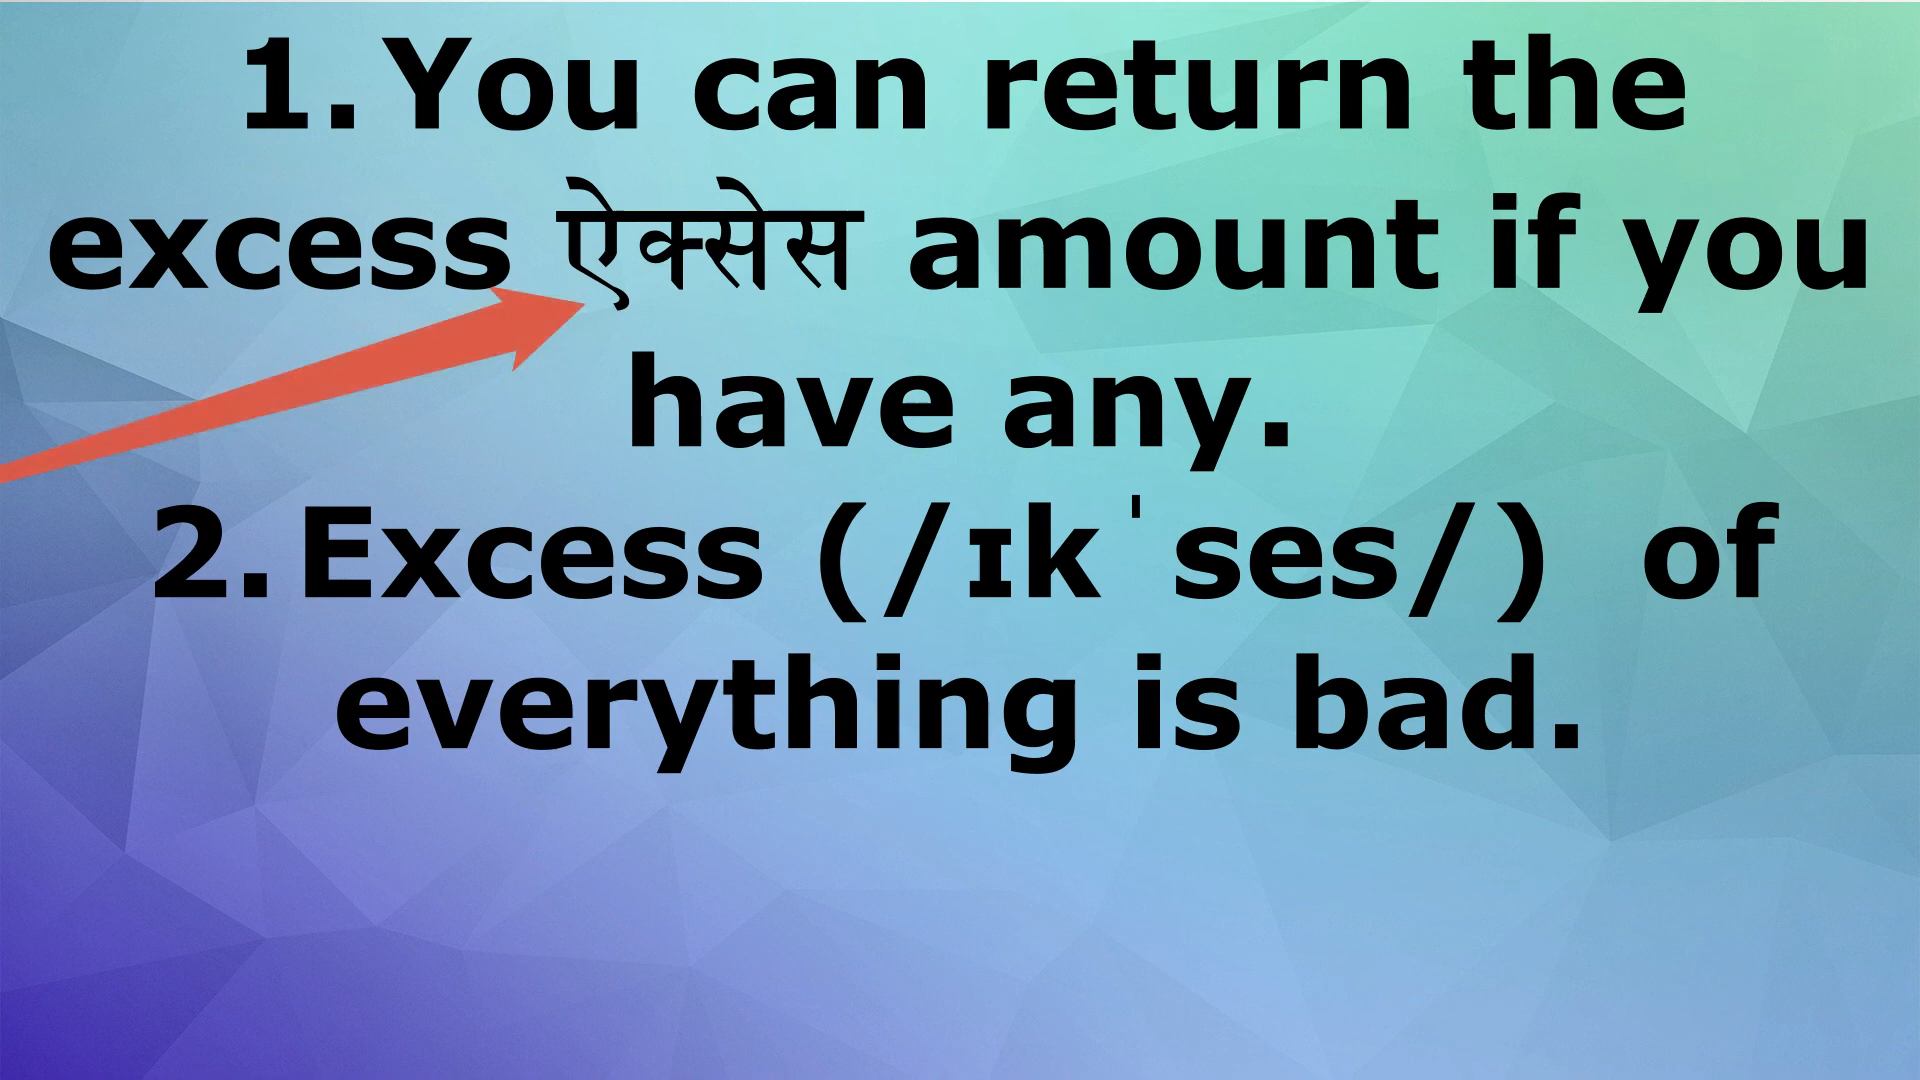 1. You can return the
excess ऐक्सेस amount if you
have any.
2. Excess (/ɪkˈses/)  of
everything is bad.